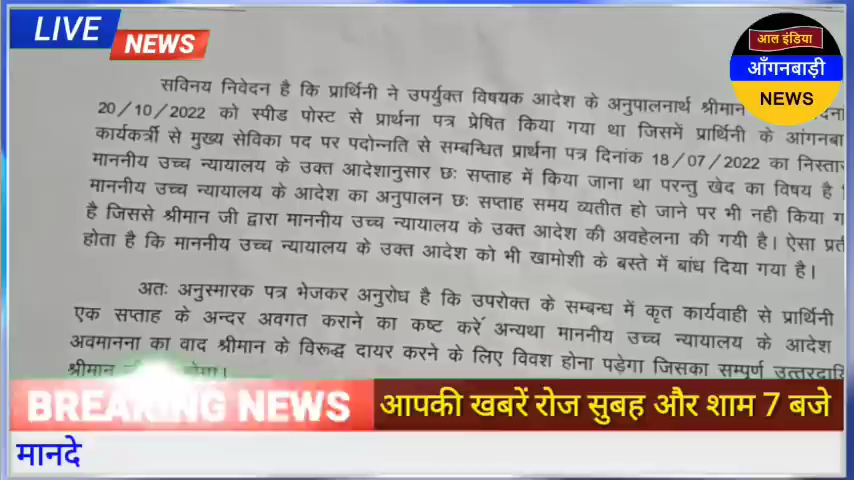 LIVE
NEWS
आल इंडिया
आँगनबाड़ी
NEWS
सविनय निवेदन है कि प्रार्थिनी ने उपर्युक्त विषयक आदेश के अनुपालनार्थ श्रीमान
20/10/2022 को स्पीड पोस्ट से प्रार्थना पत्र प्रेषित किया गया था जिसमें प्रार्थिनी के आंगनबा
कार्यकर्त्री से मुख्य सेविका पद पर पदोन्नति से सम्बन्धित प्रार्थना पत्र दिनांक 18/07/2022 का निस्तार
माननीय उच्च न्यायालय के उक्त आदेशानुसार छः सप्ताह में किया जाना था परन्तु खेद का विषय है
माननीय उच्च न्यायालय के आदेश का अनुपालन छः सप्ताह समय व्यतीत हो जाने पर भी नही किया ग
है जिससे श्रीमान जी द्वारा माननीय उच्च न्यायालय के उक्त आदेश की अवहेलना की गयी है। ऐसा प्रती
होता है कि माननीय उच्च न्यायालय के उक्त आदेश को भी खामोशी के बस्ते में बांध दिया गया है।
अतः अनुस्मारक पत्र भेजकर अनुरोध है कि उपरोक्त के सम्बन्ध में कृत कार्यवाही से प्रार्थिनी
एक सप्ताह के अन्दर अवगत कराने का कष्ट करें अन्यथा माननीय उच्च न्यायालय के आदेश
अवमानना का वाद श्रीमान के विरूद्ध दायर करने के लिए विवश होना पड़ेगा जिसका सम्पूर्ण उत्तरदायि
श्रीमान
BREAKING NEWS
आपकी खबरें रोज सुबह और शाम 7 बजे
मानदे